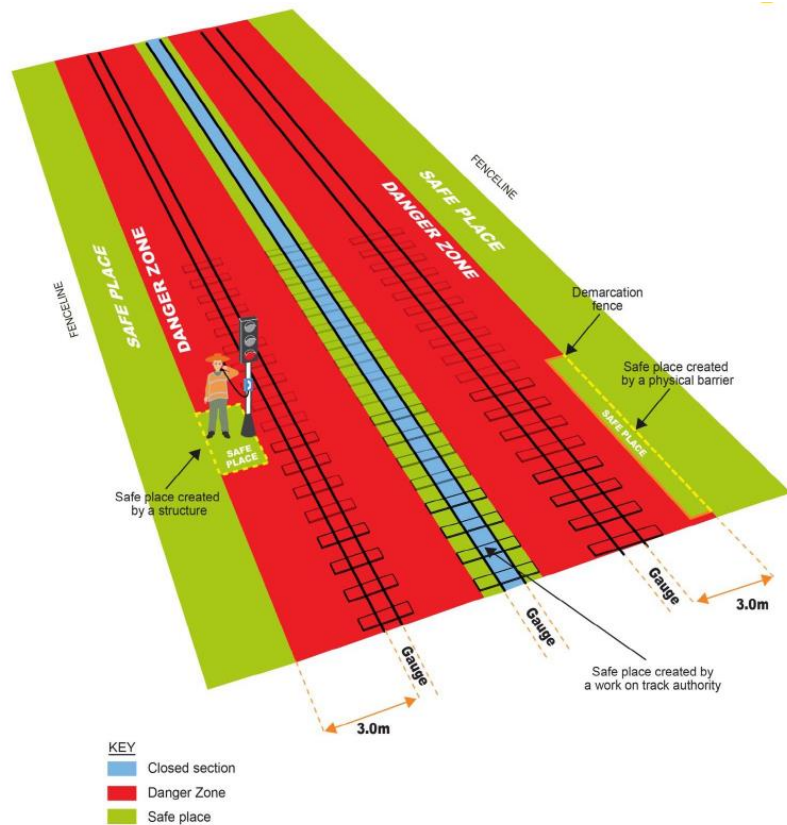 FENCELINE
SAFE PLACE
DANGER ZONE
DANGER ZONE
SAFE PLACE
FENCELINE
Demarcation
fence
Safe place created
by a physical barrier
SAFE PLACE
SAFE
PLACE
Safe place created
by a structure
Gauge
Gauge
Gauge
3.0m
3.0m
Safe place created by
a work on track authority
KEY
Closed section
Danger Zone
Safe place